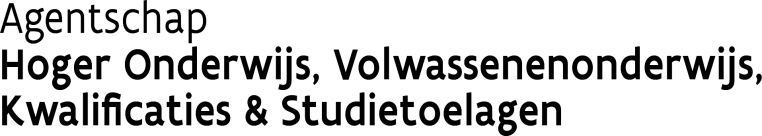 Agentschap
Hoger Onderwijs, Volwassenenonderwijs,
Kwalificaties & Studietoelagen